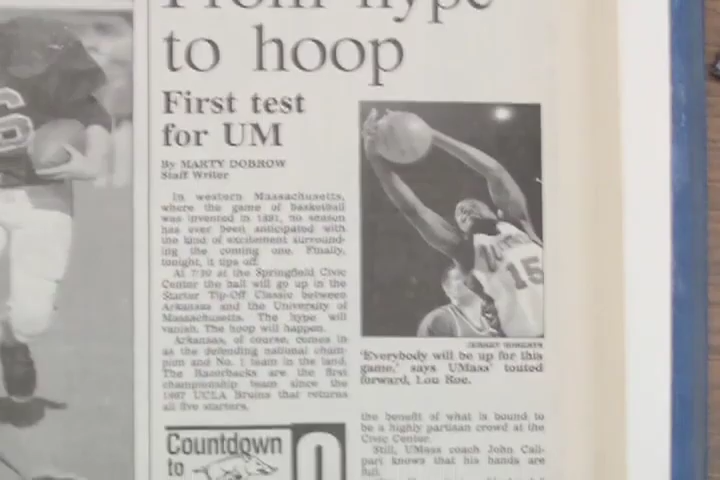 From hype
to hoop
First test
for UM
By MARTY DOBROW
Staff Writer
In western Massachusetts,
where the game of basketball
was invented in 1891, no season
has ever been anticipated with
the kind of excitement surround-
ing the coming one. Finally,
tonight, it tips off.
At 7:30 at the Springfield Civic
Center the ball will go up in the
Starter Tip-Off Classic between
Arkansas and the University of
Massachusetts. The hype will
vanish. The hoop will happen.
Arkansas, of course, comes in
as the defending national cham-
pion and No. 1 team in the land.
The Razorbacks are the first
championship team since the
1967 UCLA Bruins that returns
all five starters.
Countdown
to
0
6
15
ROBERTS
'Everybody will be up for this
game,' says UMass' touted
forward, Lou Roe.
the benefit of what is bound to
be a highly partisan crowd at the
Civic Center.
Still, UMass coach John Cali-
pari knows that his hands are
full.